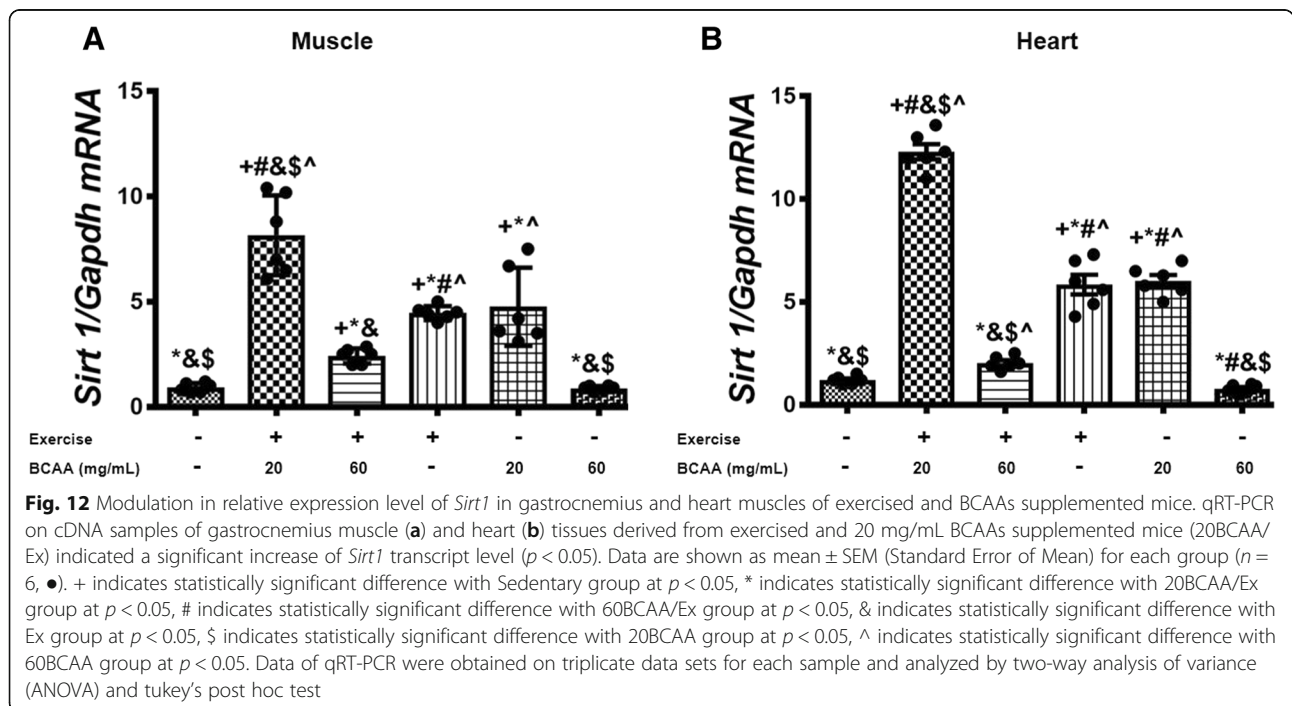 A Muscle
Sirt 1/Gapdh mRNA
15
10
5
0
*&$
+#&$^
+*&
+*#^
+*^
*&$
Exercise - + + + - -
BCAA (mg/mL) - 20 60 - 20 60
B Heart
Sirt 1/Gapdh mRNA
15
10
5
0
*&$
+#&$^
*&$^
+*#^
+*#^
*#&$
Exercise - + + + - -
BCAA (mg/mL) - 20 60 - 20 60
Fig. 12 Modulation in relative expression level of Sirt1 in gastrocnemius and heart muscles of exercised and BCAAs supplemented mice. qRT-PCR
on cDNA samples of gastrocnemius muscle (a) and heart (b) tissues derived from exercised and 20 mg/mL BCAAs supplemented mice (20BCAA/
Ex) indicated a significant increase of Sirt1 transcript level (p < 0.05). Data are shown as mean ± SEM (Standard Error of Mean) for each group (n =
6, ●). + indicates statistically significant difference with Sedentary group at p < 0.05, * indicates statistically significant difference with 20BCAA/Ex
group at p < 0.05, # indicates statistically significant difference with 60BCAA/Ex group at p < 0.05, & indicates statistically significant difference with
Ex group at p < 0.05, $ indicates statistically significant difference with 20BCAA group at p < 0.05, ^ indicates statistically significant difference with
60BCAA group at p < 0.05. Data of qRT-PCR were obtained on triplicate data sets for each sample and analyzed by two-way analysis of variance
(ANOVA) and tukey's post hoc test